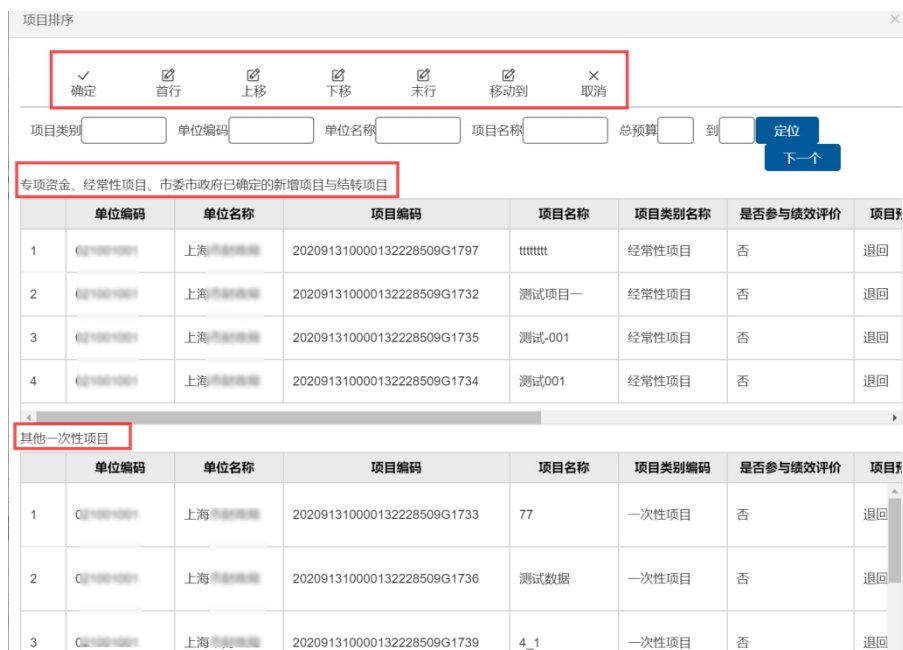 项目排序
确定 首行 上移 下移 末行 移动到 取消
项目类别 单位编码 单位名称 项目名称 总预算 到 定位
下一个
专项资金、经常性项目、市委市政府已确定的新增项目与结转项目
单位编码 单位名称 项目编码 项目名称 项目类别名称 是否参与绩效评价
1 上海 202091310000132228509G1797 tttttttt 经常性项目 否 退回
2 上海 202091310000132228509G1732 测试项目一 经常性项目 否 退回
3 上海 202091310000132228509G1735 测试-001 经常性项目 否 退回
4 上海 202091310000132228509G1734 测试001 经常性项目 否 退回
其他一次性项目
单位编码 单位名称 项目编码 项目名称 项目类别编码 是否参与绩效评价
1 上海 202091310000132228509G1733 77 一次性项目 否 退回
2 上海 202091310000132228509G1736 测试数据 一次性项目 否 退回
3 上海 202091310000132228509G1739 4_1 一次性项目 否 退回